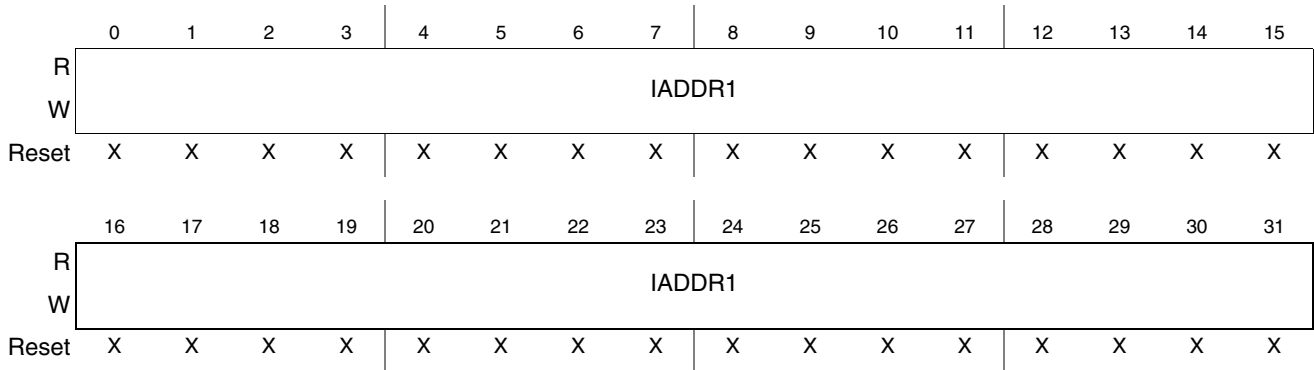 0 1 2 3 4 5 6 7 8 9 10 11 12 13 14 15
R
IADDR1
W
Reset X X X X X X X X X X X X X X X X
16 17 18 19 20 21 22 23 24 25 26 27 28 29 30 31
R
IADDR1
W
Reset X X X X X X X X X X X X X X X X